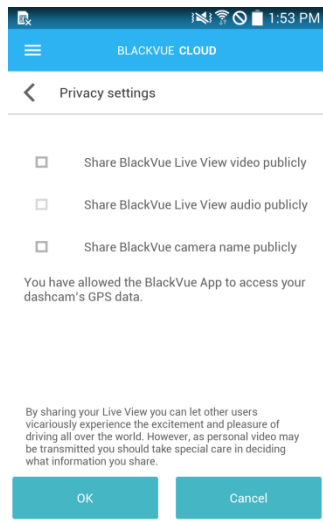 1:53 PM
BLACKVUE CLOUD
Privacy settings
Share BlackVue Live View video publicly
Share BlackVue Live View audio publicly
Share BlackVue camera name publicly
You have allowed the BlackVue App to access your
dashcam's GPS data.
By sharing your Live View you can let other users
vicariously experience the excitement and pleasure of
driving all over the world. However, as personal video may
be transmitted you should take special care in deciding
what information you share.
OK
Cancel